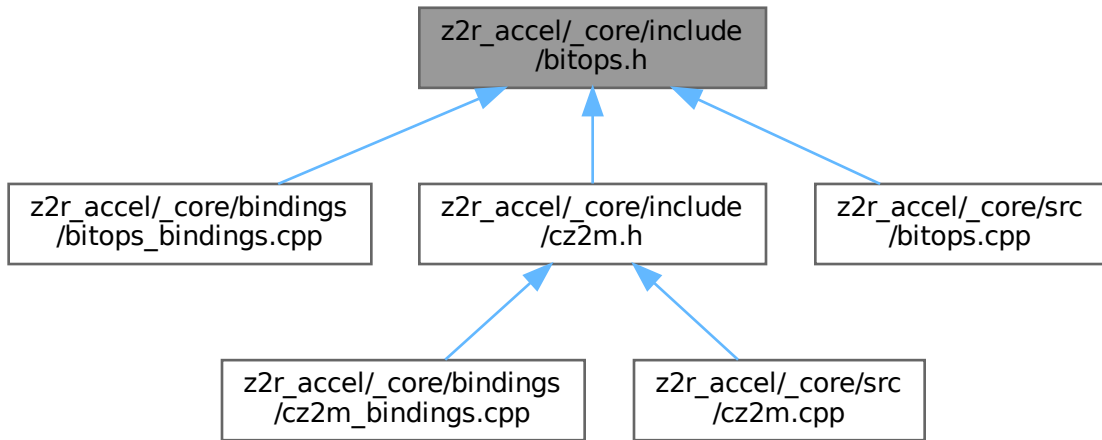 z2r_accel/_core/include
/bitops.h
z2r_accel/_core/bindings
/bitops_bindings.cpp
z2r_accel/_core/include
/cz2m.h
z2r_accel/_core/src
/bitops.cpp
z2r_accel/_core/bindings
/cz2m_bindings.cpp
z2r_accel/_core/src
/cz2m.cpp